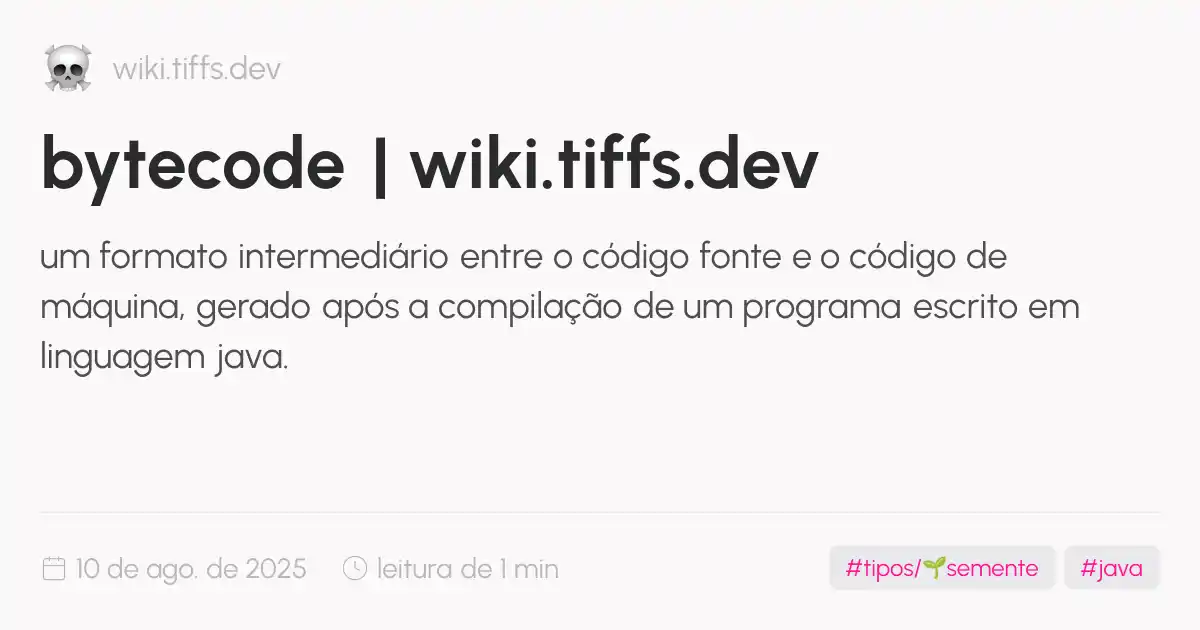 wiki.tiffs.dev
bytecode | wiki.tiffs.dev
um formato intermediário entre o código fonte e o código de
máquina, gerado após a compilação de um programa escrito em
linguagem java.
10 de ago. de 2025 leitura de 1 min #tipos/🌱semente #java